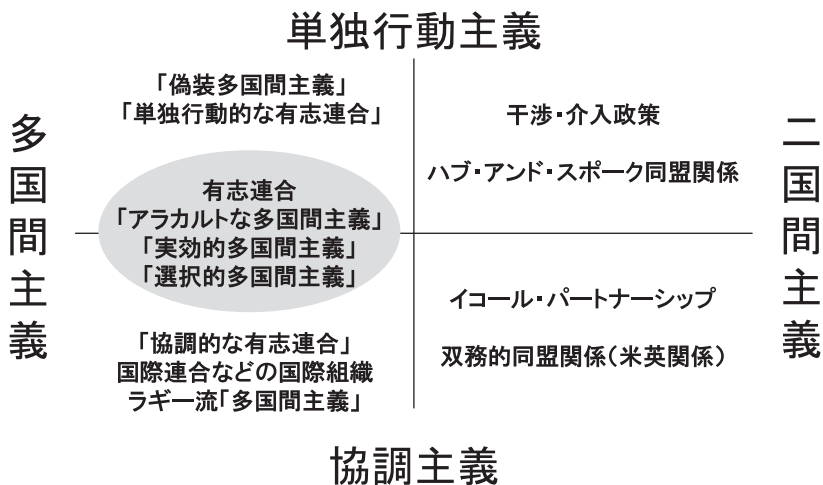 単独行動主義
多国間主義
「偽装多国間主義」
「単独行動的な有志連合」
有志連合
「アラカルトな多国間主義」
「実効的多国間主義」
「選択的多国間主義」
「協調的な有志連合」
国際連合などの国際組織
ラギー流「多国間主義」
干渉・介入政策
ハブ・アンド・スポーク同盟関係
イコール・パートナーシップ
双務的同盟関係（米英関係）
二国間主義
協調主義